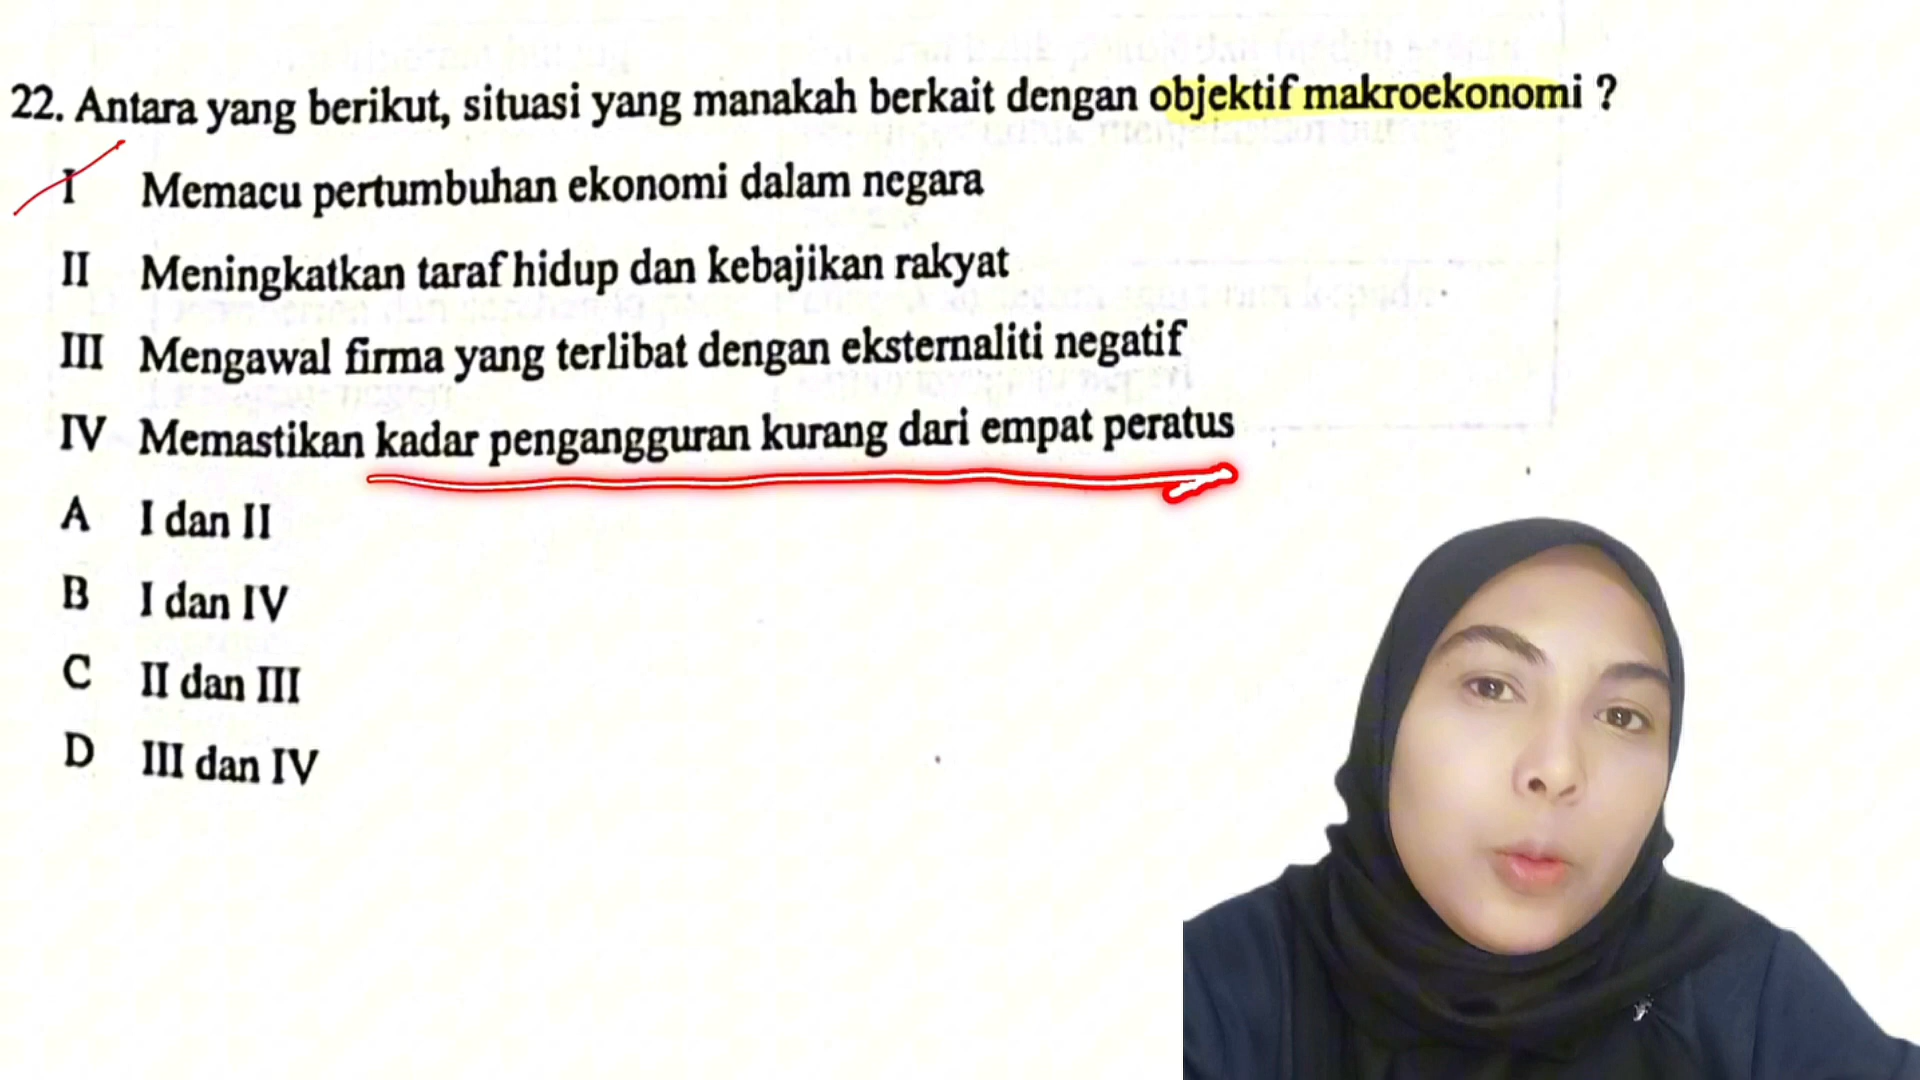 22. Antara yang berikut, situasi yang manakah berkait dengan objektif makroekonomi ?
I Memacu pertumbuhan ekonomi dalam negara
II Meningkatkan taraf hidup dan kebajikan rakyat
III Mengawal firma yang terlibat dengan eksternaliti negatif
IV Memastikan kadar pengangguran kurang dari empat peratus
A I dan II
B I dan IV
C II dan III
D III dan IV